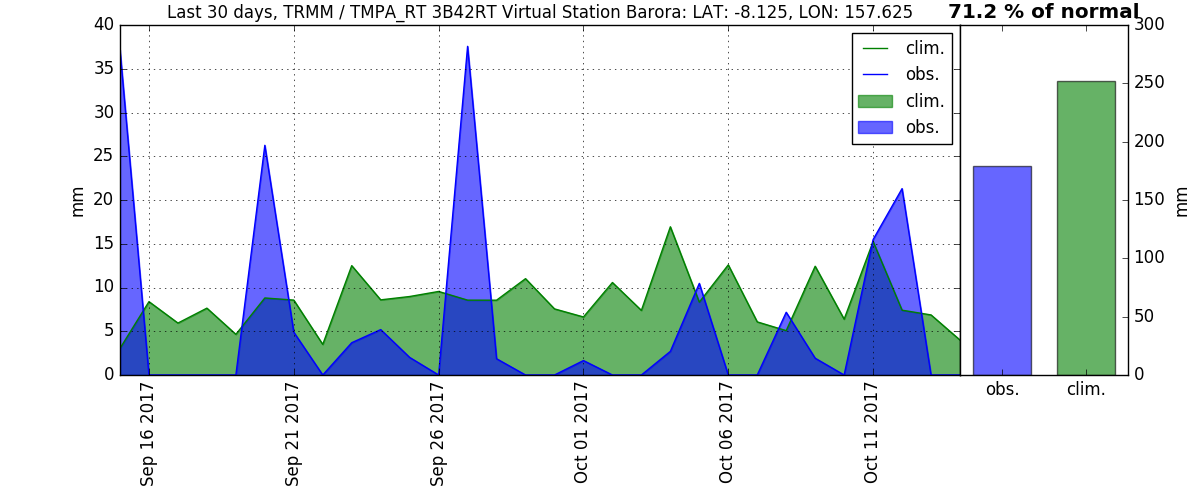 Last 30 days, TRMM / TMPA_RT 3B42RT Virtual Station Barora: LAT: -8.125, LON: 157.625
71.2 % of normal
40
35
30
25
20
15
10
5
0
mm
clim.
obs.
clim.
obs.
Sep 16 2017
Sep 21 2017
Sep 26 2017
Oct 01 2017
Oct 06 2017
Oct 11 2017
300
250
200
150
100
50
0
mm
obs.
clim.